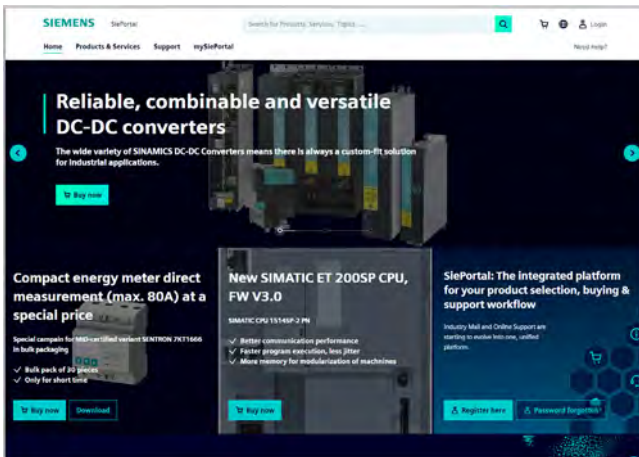 SIEMENS SiePortal
Search for Products, Services, Topics, ...
Login
Home Products & Services Support mySiePortal
Need help?
Reliable, combinable and versatile
DC-DC converters
The wide variety of SINAMICS DC-DC Converters means there is always a custom-fit solution
for industrial applications.
Buy now
Compact energy meter direct
measurement (max. 80A) at a
special price
Special campain for MID-certified variant SENTRON 7KT1666
in bulk packaging
Bulk pack of 30 pieces
Only for short time
Buy now Download
New SIMATIC ET 200SP CPU,
FW V3.0
SIMATIC CPU 1514SP-2 PN
Better communication performance
Faster program execution, less jitter
More memory for modularization of machines
Buy now
SiePortal: The integrated platform
for your product selection, buying &
support workflow
Industry Mall and Online Support are
starting to evolve into one, unified
platform.
Register here Password forgotten